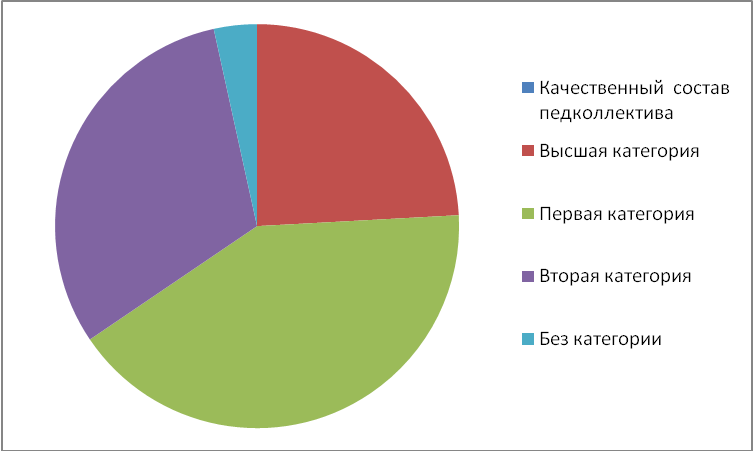 Качественный состав
педколлектива
Высшая категория
Первая категория
Вторая категория
Без категории